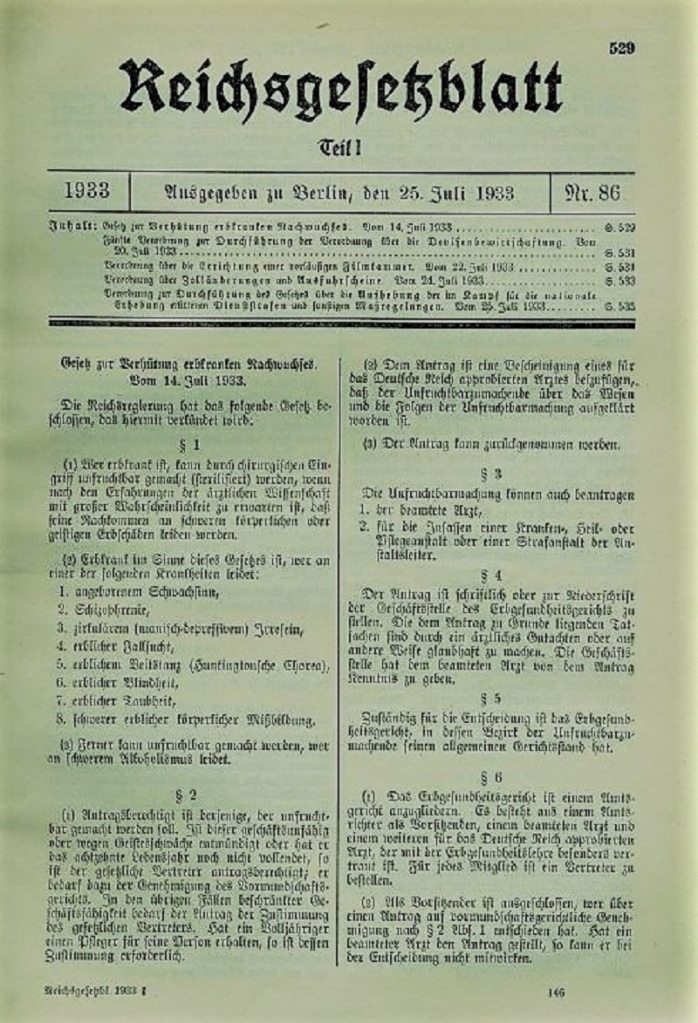 529
Reichsgesetzblatt
Teil I
1933
Ausgegeben zu Berlin, den 25. Juli 1933
Nr. 86
Inhalt: Gesetz zur Verhütung erbkranken Nachwuchses. Vom 14. Juli 1933 ........ S. 529
Fünfte Verordnung zur Durchführung der Verordnung über die Devisenbewirtschaftung. Vom
20. Juli 1933 ........ S. 531
Verordnung über die Errichtung einer vorläufigen Filmkammer. Vom 22. Juli 1933 ........ S. 531
Verordnung über Zolländerungen und Ausfuhrscheine. Vom 24. Juli 1933 ........ S. 533
Verordnung zur Durchführung des Gesetzes über die Aufhebung der im Kampf für die nationale
Erhebung erlittenen Dienststrafen und sonstigen Maßregelungen. Vom 25. Juli 1933 ........ S. 535
Gesetz zur Verhütung erbkranken Nachwuchses.
Vom 14. Juli 1933.
Die Reichsregierung hat das folgende Gesetz be-
schlossen, das hiermit verkündet wird:
§ 1
(1) Wer erbkrank ist, kann durch chirurgischen Ein-
griff unfruchtbar gemacht (sterilisiert) werden, wenn
nach den Erfahrungen der ärztlichen Wissenschaft
mit großer Wahrscheinlichkeit zu erwarten ist, daß
seine Nachkommen an schweren körperlichen oder
geistigen Erbschäden leiden werden.
(2) Erbkrank im Sinne dieses Gesetzes ist, wer an
einer der folgenden Krankheiten leidet:
1. angeborenem Schwachsinn,
2. Schizophrenie,
3. zirkulärem (manisch-depressivem) Irresein,
4. erblicher Fallsucht,
5. erblichem Veitstanz (Huntingtonsche Chorea),
6. erblicher Blindheit,
7. erblicher Taubheit,
8. schwerer erblicher körperlicher Mißbildung.
(3) Ferner kann unfruchtbar gemacht werden, wer
an schwerem Alkoholismus leidet.
§ 2
(1) Antragsberechtigt ist derjenige, der unfrucht-
bar gemacht werden soll. Ist dieser geschäftsunfähig
oder wegen Geistesschwäche entmündigt oder hat er
das achtzehnte Lebensjahr noch nicht vollendet, so
ist der gesetzliche Vertreter antragsberechtigt; er
bedarf dazu der Genehmigung des Vormundschafts-
gerichts. In den übrigen Fällen beschränkter Ge-
schäftsfähigkeit bedarf der Antrag der Zustimmung
des gesetzlichen Vertreters. Hat ein Volljähriger
einen Pfleger für seine Person erhalten, so ist dessen
Zustimmung erforderlich.
(2) Dem Antrag ist eine Bescheinigung eines für
das Deutsche Reich approbierten Arztes beizufügen,
daß der Unfruchtbarzumachende über das Wesen
und die Folgen der Unfruchtbarmachung aufgeklärt
worden ist.
(3) Der Antrag kann zurückgenommen werden.
§ 3
Die Unfruchtbarmachung können auch beantragen
1. der beamtete Arzt,
2. für die Insassen einer Kranken-, Heil- oder
Pflegeanstalt oder einer Strafanstalt der An-
staltsleiter.
§ 4
Der Antrag ist schriftlich oder zur Niederschrift
der Geschäftsstelle des Erbgesundheitsgerichts zu
stellen. Die dem Antrag zu Grunde liegenden Tat-
sachen sind durch ein ärztliches Gutachten oder auf
andere Weise glaubhaft zu machen. Die Geschäfts-
stelle hat dem beamteten Arzt von dem Antrag
Kenntnis zu geben.
§ 5
Zuständig für die Entscheidung ist das Erbgesund-
heitsgericht, in dessen Bezirk der Unfruchtbarzu-
machende seinen allgemeinen Gerichtsstand hat.
§ 6
(1) Das Erbgesundheitsgericht ist einem Amts-
gericht anzugliedern. Es besteht aus einem Amts-
richter als Vorsitzenden, einem beamteten Arzt und
einem weiteren für das Deutsche Reich approbierten
Arzt, der mit der Erbgesundheitslehre besonders ver-
traut ist. Für jedes Mitglied ist ein Vertreter zu
bestellen.
(2) Als Vorsitzender ist ausgeschlossen, wer über
einen Antrag auf vormundschaftsgerichtliche Geneh-
migung nach § 2 Abs. 1 entschieden hat. Hat ein
beamteter Arzt den Antrag gestellt, so kann er bei
der Entscheidung nicht mitwirken.
Reichsgesetzbl. 1933 I
146